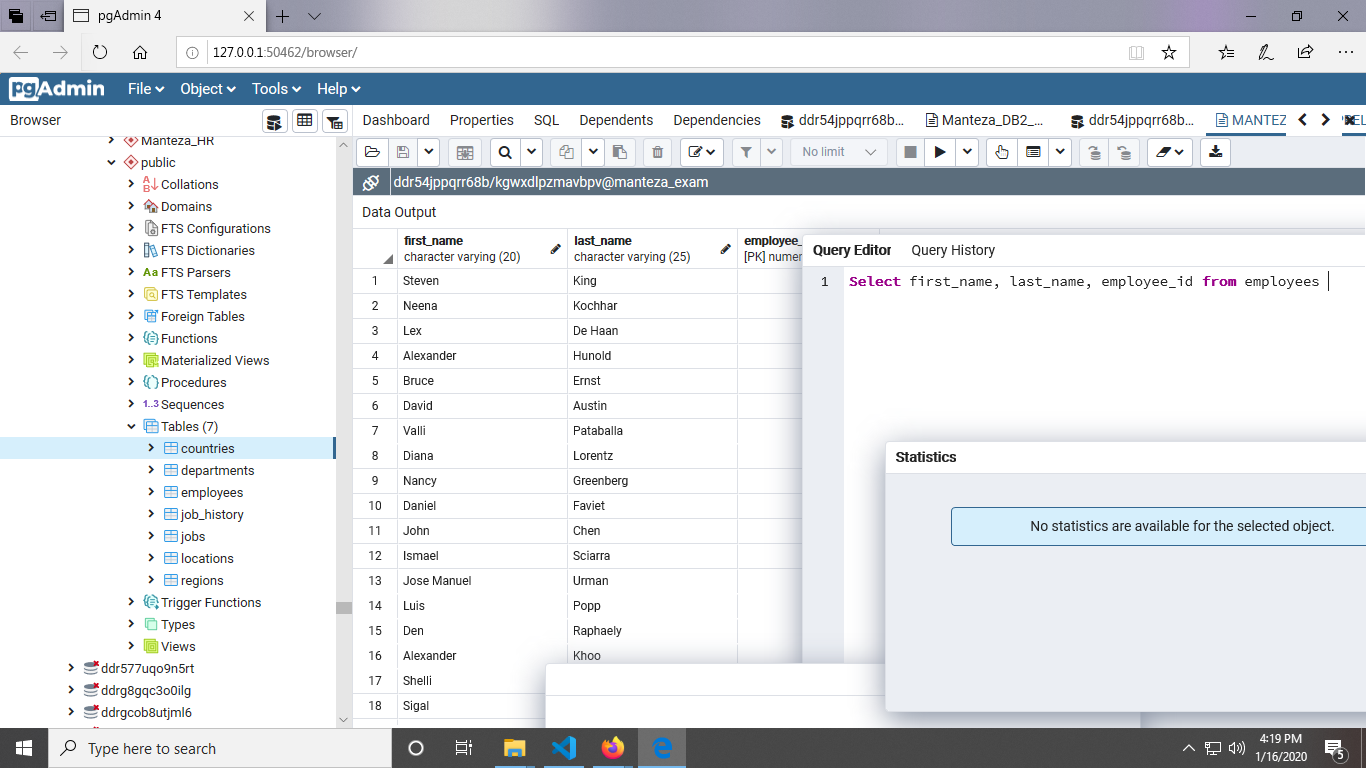 pgAdmin 4
127.0.0.1:50462/browser/
pgAdmin File Object Tools Help
Browser
Dashboard Properties SQL Dependents Dependencies ddr54jppqrr68b... Manteza_DB2_... ddr54jppqrr68b... MANTEZ
No limit
ddr54jppqrr68b/kgwxdlpzmavbpv@manteza_exam
Manteza_HR
public
Collations
Domains
FTS Configurations
FTS Dictionaries
FTS Parsers
FTS Templates
Foreign Tables
Functions
Materialized Views
Procedures
1..3 Sequences
Tables (7)
countries
departments
employees
job_history
jobs
locations
regions
Trigger Functions
Types
Views
ddr577uqo9n5rt
ddrg8gqc3o0ilg
ddrgcob8utjml6
Data Output
first_name last_name employee_
character varying (20) character varying (25) [PK] numer
1 Steven King
2 Neena Kochhar
3 Lex De Haan
4 Alexander Hunold
5 Bruce Ernst
6 David Austin
7 Valli Pataballa
8 Diana Lorentz
9 Nancy Greenberg
10 Daniel Faviet
11 John Chen
12 Ismael Sciarra
13 Jose Manuel Urman
14 Luis Popp
15 Den Raphaely
16 Alexander Khoo
17 Shelli
18 Sigal
Query Editor Query History
1 Select first_name, last_name, employee_id from employees
Statistics
No statistics are available for the selected object.
Type here to search
4:19 PM
1/16/2020
5